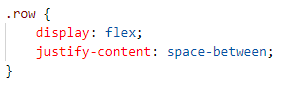 .row {
    display: flex;
    justify-content: space-between;
}